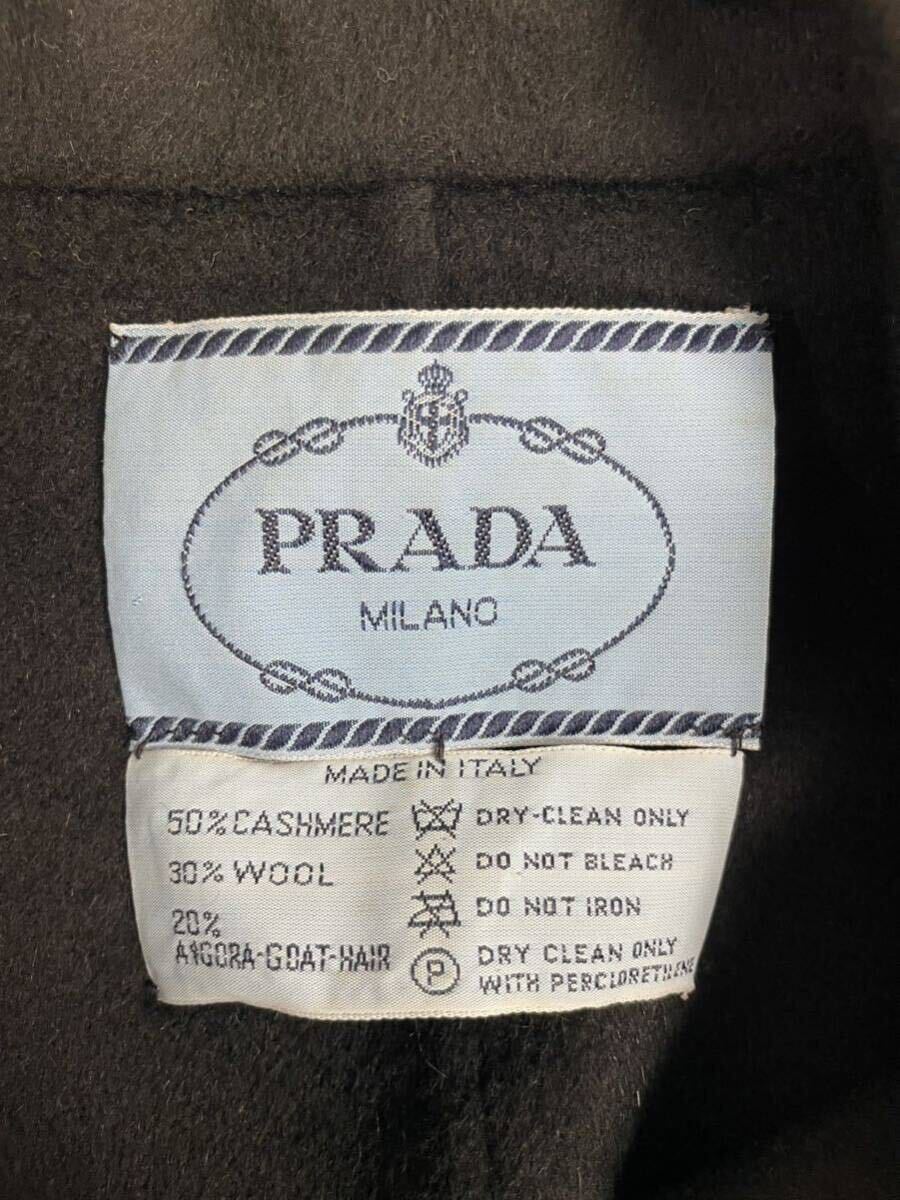 PRADA
MILANO
MADE IN ITALY
50% CASHMERE
30% WOOL
20%
ANGORA-GOAT-HAIR
DRY-CLEAN ONLY
DO NOT BLEACH
DO NOT IRON
P
DRY CLEAN ONLY
WITH PERCLORETILENE